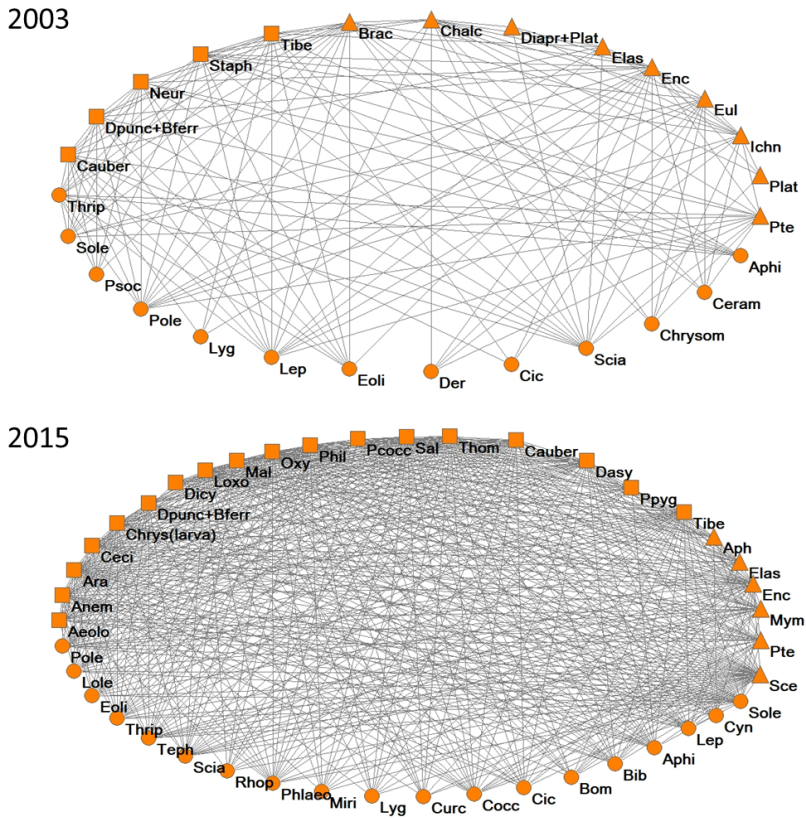 2003
Brac
Chalc
Diapr+Plat
Tibe
Elas
Staph
Enc
Neur
Eul
Dpunc+Bferr
Ichn
Cauber
Plat
Thrip
Pte
Sole
Aphi
Psoc
Ceram
Pole
Chrysom
Lyg
Scia
Lep
Eoli
Der
Cic
2015
Pcocc
Sal
Thom
Cauber
Phil
Oxy
Mal
Dasy
Loxo
Ppyg
Dicy
Dpunc+Bferr
Tibe
Chrys(larva)
Aph
Ceci
Elas
Ara
Enc
Anem
Mym
Aeolo
Pte
Pole
Sce
Lole
Sole
Eoli
Cyn
Thrip
Lep
Teph
Aphi
Scia
Bib
Rhop
Bom
Phlaeo
Cic
Miri
Cocc
Lyg
Curc